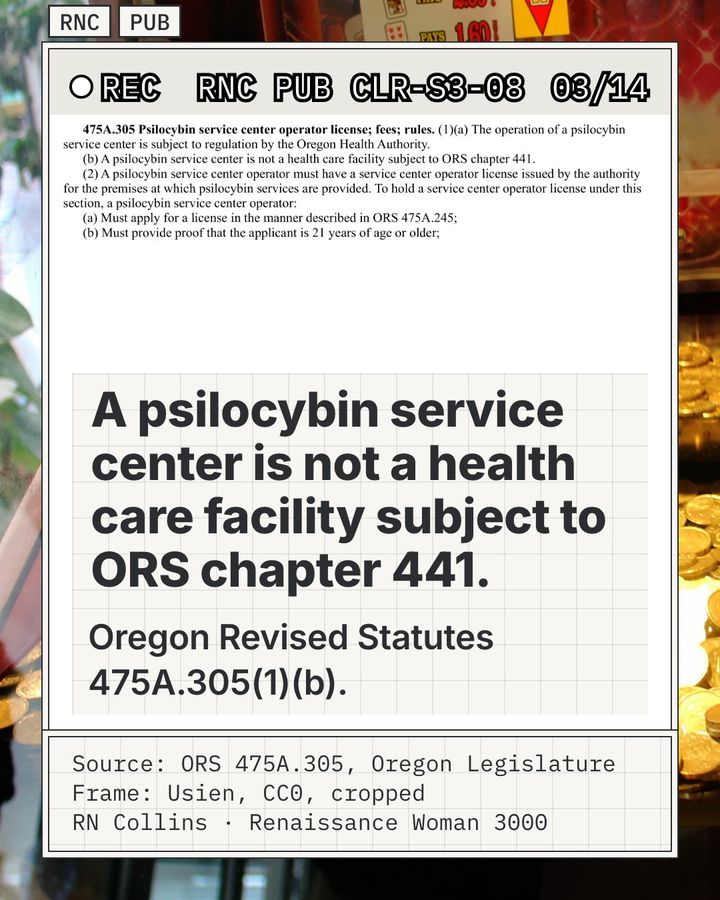 PAYS 1.60
RNC PUB
REC RNC PUB CLR-S3-08 03/14
475A.305 Psilocybin service center operator license; fees; rules. (1)(a) The operation of a psilocybin
service center is subject to regulation by the Oregon Health Authority.
(b) A psilocybin service center is not a health care facility subject to ORS chapter 441.
(2) A psilocybin service center operator must have a service center operator license issued by the authority
for the premises at which psilocybin services are provided. To hold a service center operator license under this
section, a psilocybin service center operator:
(a) Must apply for a license in the manner described in ORS 475A.245;
(b) Must provide proof that the applicant is 21 years of age or older;
A psilocybin service
center is not a health
care facility subject to
ORS chapter 441.
Oregon Revised Statutes
475A.305(1)(b).
Source: ORS 475A.305, Oregon Legislature
Frame: Usien, CC0, cropped
RN Collins · Renaissance Woman 3000